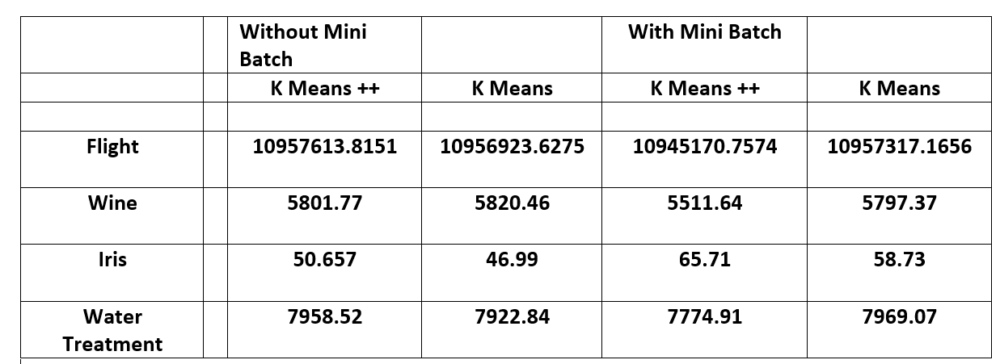 Without Mini
Batch
With Mini Batch
K Means ++ K Means K Means ++ K Means
Flight 10957613.8151 10956923.6275 10945170.7574 10957317.1656
Wine 5801.77 5820.46 5511.64 5797.37
Iris 50.657 46.99 65.71 58.73
Water
Treatment
7958.52 7922.84 7774.91 7969.07